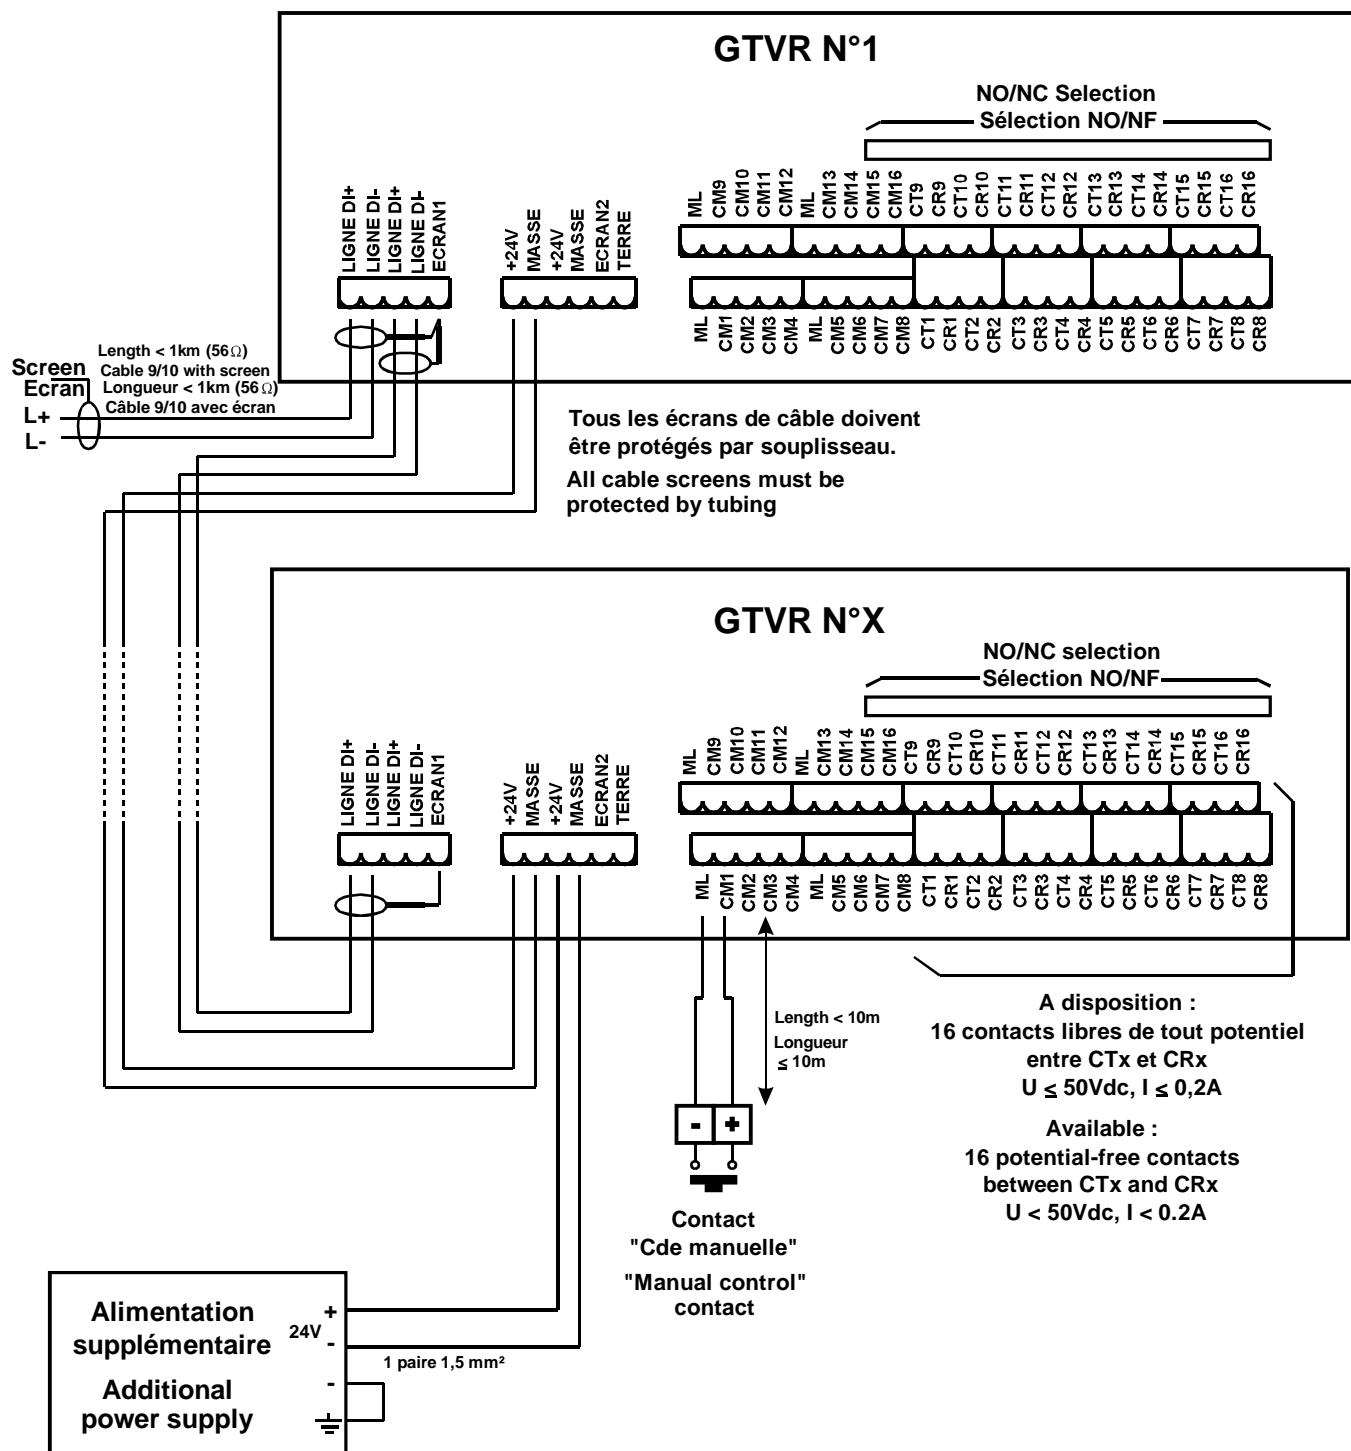 GTVR N°1
NO/NC Selection
Sélection NO/NF
LIGNE DI+
LIGNE DI-
LIGNE DI+
LIGNE DI-
ECRAN1
+24V
MASSE
+24V
MASSE
ECRAN2
TERRE
ML
CM9
CM10
CM11
CM12
ML
CM13
CM14
CM15
CM16
CT9
CR9
CT10
CR10
CT11
CR11
CT12
CR12
CT13
CR13
CT14
CR14
CT15
CR15
CT16
CR16
ML
CM1
CM2
CM3
CM4
ML
CM5
CM6
CM7
CM8
CT1
CR1
CT2
CR2
CT3
CR3
CT4
CR4
CT5
CR5
CT6
CR6
CT7
CR7
CT8
CR8
Screen
Ecran
L+
L-
Length < 1km (56Ω)
Cable 9/10 with screen
Longueur < 1km (56Ω)
Câble 9/10 avec écran
Tous les écrans de câble doivent
être protégés par souplisseau.
All cable screens must be
protected by tubing
GTVR N°X
NO/NC selection
Sélection NO/NF
LIGNE DI+
LIGNE DI-
LIGNE DI+
LIGNE DI-
ECRAN1
+24V
MASSE
+24V
MASSE
ECRAN2
TERRE
ML
CM9
CM10
CM11
CM12
ML
CM13
CM14
CM15
CM16
CT9
CR9
CT10
CR10
CT11
CR11
CT12
CR12
CT13
CR13
CT14
CR14
CT15
CR15
CT16
CR16
ML
CM1
CM2
CM3
CM4
ML
CM5
CM6
CM7
CM8
CT1
CR1
CT2
CR2
CT3
CR3
CT4
CR4
CT5
CR5
CT6
CR6
CT7
CR7
CT8
CR8
Length < 10m
Longueur
≤ 10m
- +
Contact
"Cde manuelle"
"Manual control"
contact
A disposition :
16 contacts libres de tout potentiel
entre CTx et CRx
U ≤ 50Vdc, I ≤ 0,2A
Available :
16 potential-free contacts
between CTx and CRx
U < 50Vdc, I < 0.2A
Alimentation
supplémentaire
Additional
power supply
+
24V
-
-
1 paire 1,5 mm²